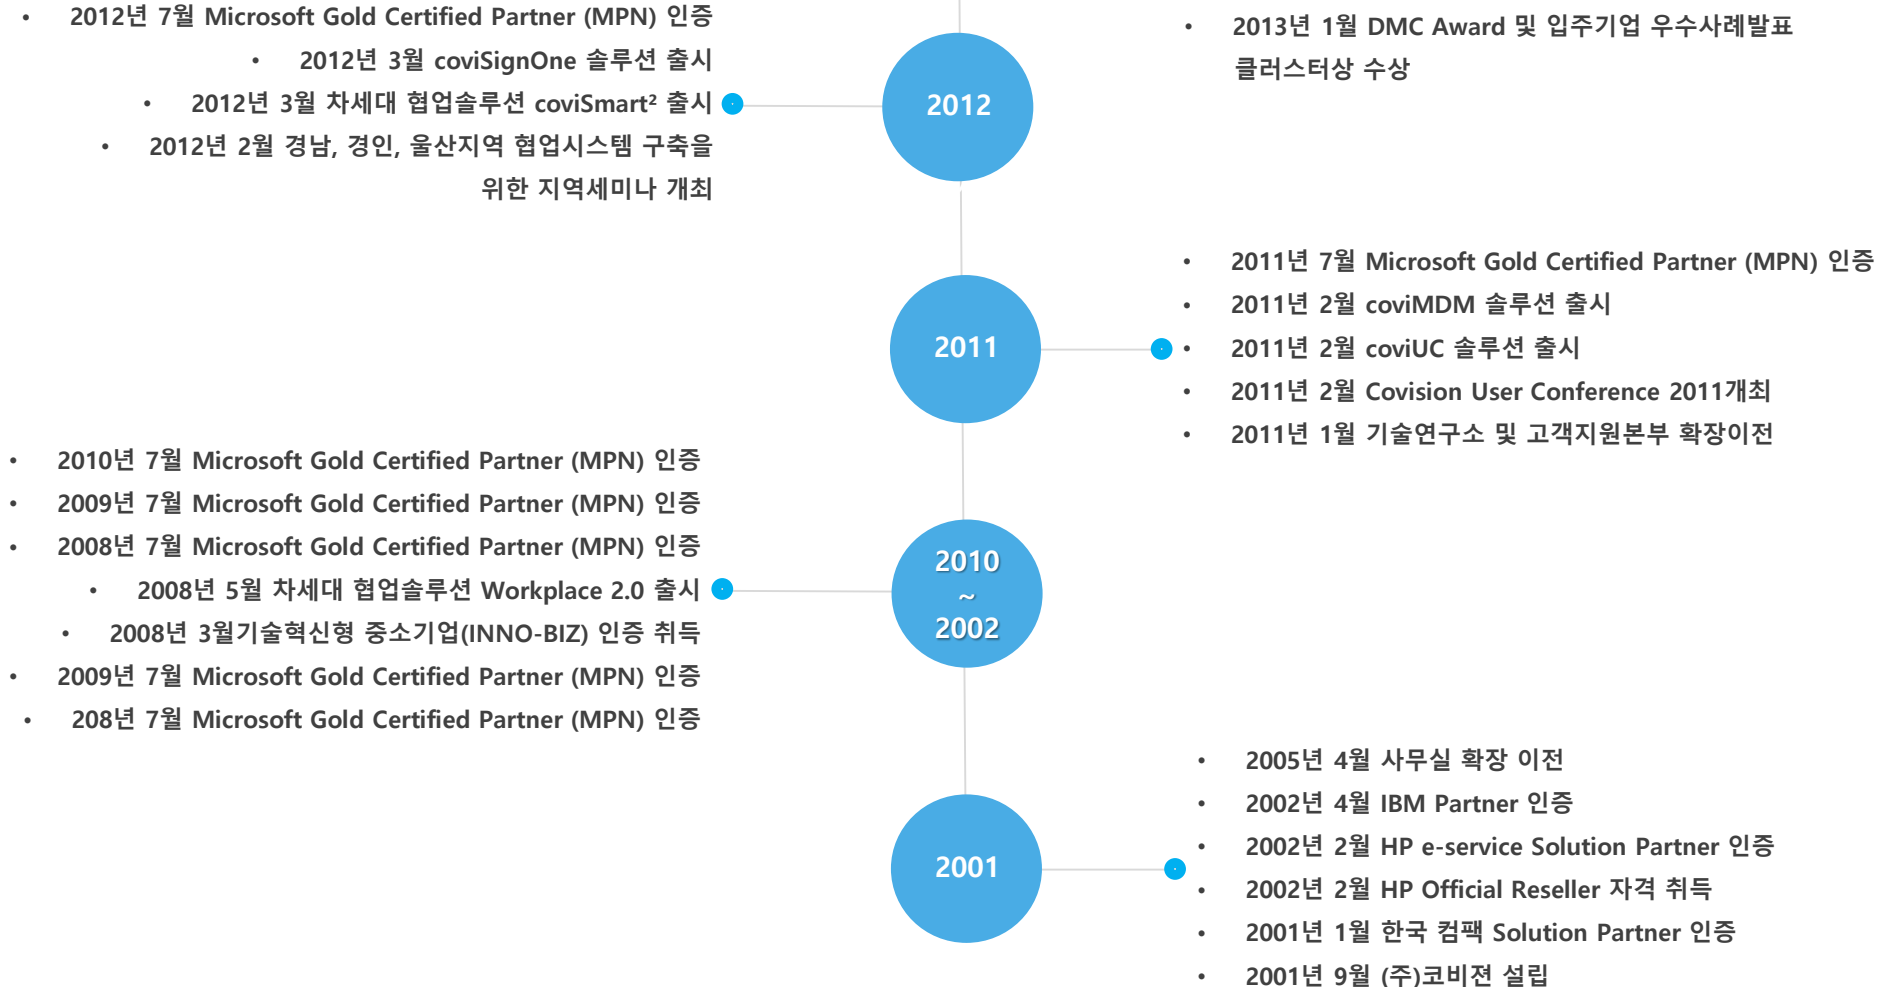 • 2012년 7월 Microsoft Gold Certified Partner (MPN) 인증
• 2012년 3월 coviSignOne 솔루션 출시
• 2012년 3월 차세대 협업솔루션 coviSmart² 출시
• 2012년 2월 경남, 경인, 울산지역 협업시스템 구축을
위한 지역세미나 개최
2012
• 2013년 1월 DMC Award 및 입주기업 우수사례발표
클러스터상 수상
2011
• 2011년 7월 Microsoft Gold Certified Partner (MPN) 인증
• 2011년 2월 coviMDM 솔루션 출시
• 2011년 2월 coviUC 솔루션 출시
• 2011년 2월 Covision User Conference 2011개최
• 2011년 1월 기술연구소 및 고객지원본부 확장이전
• 2010년 7월 Microsoft Gold Certified Partner (MPN) 인증
• 2009년 7월 Microsoft Gold Certified Partner (MPN) 인증
• 2008년 7월 Microsoft Gold Certified Partner (MPN) 인증
• 2008년 5월 차세대 협업솔루션 Workplace 2.0 출시
• 2008년 3월기술혁신형 중소기업(INNO-BIZ) 인증 취득
• 2009년 7월 Microsoft Gold Certified Partner (MPN) 인증
• 208년 7월 Microsoft Gold Certified Partner (MPN) 인증
2010
~
2002
2001
• 2005년 4월 사무실 확장 이전
• 2002년 4월 IBM Partner 인증
• 2002년 2월 HP e-service Solution Partner 인증
• 2002년 2월 HP Official Reseller 자격 취득
• 2001년 1월 한국 컴팩 Solution Partner 인증
• 2001년 9월 (주)코비젼 설립